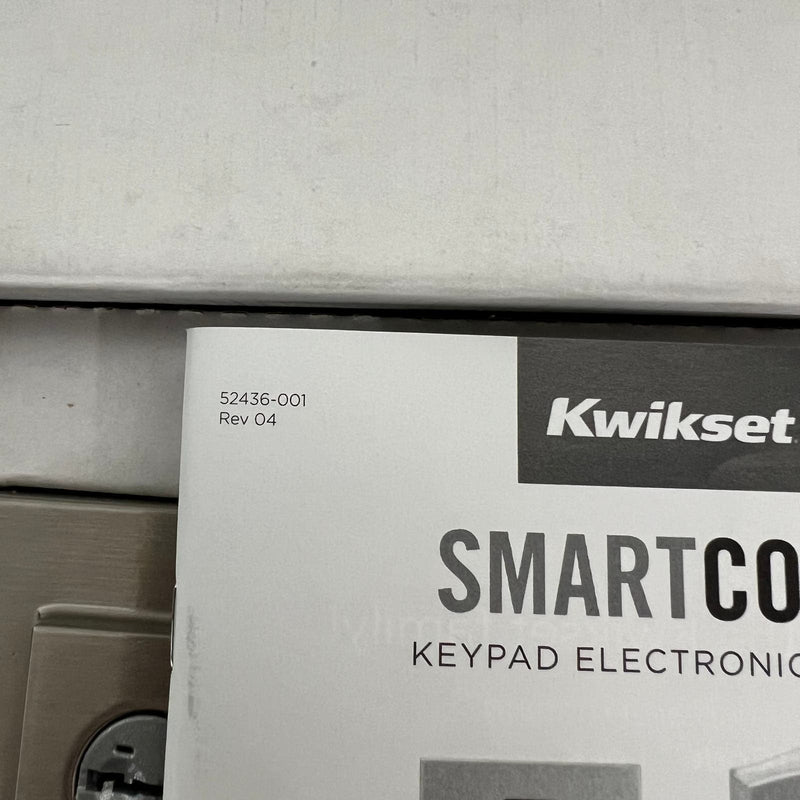 52436-001
Rev 04
Kwikset
SMARTCO
KEYPAD ELECTRONIC